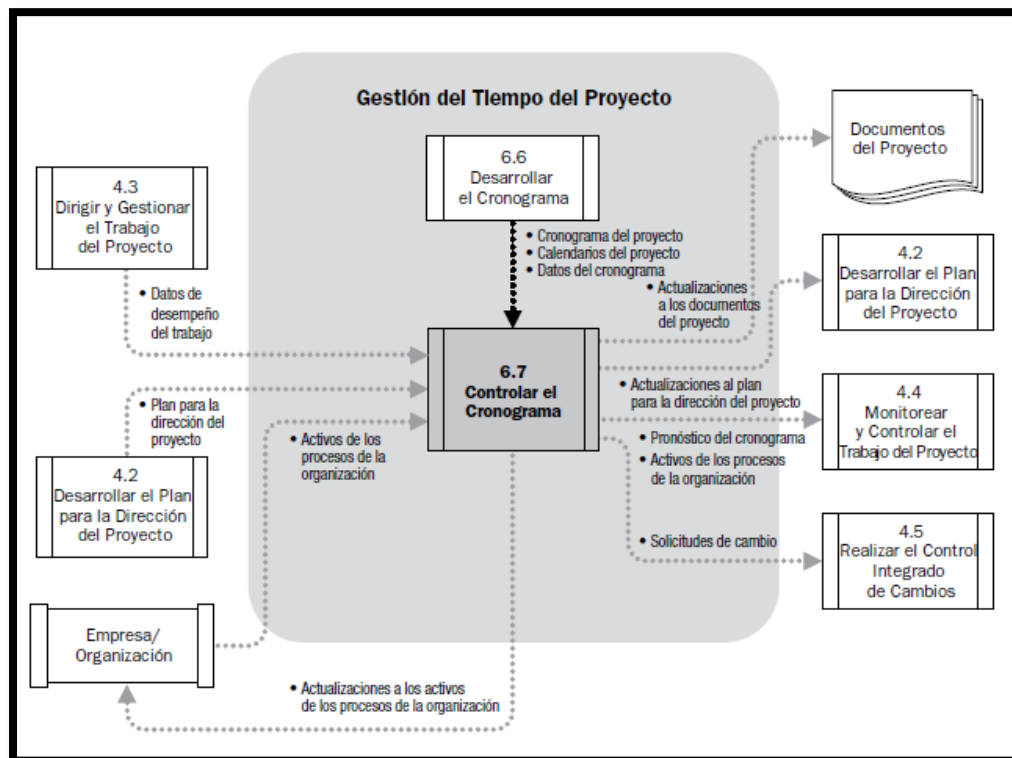 Gestión del Tiempo del Proyecto
6.6
Desarrollar
el Cronograma
Documentos
del Proyecto
4.3
Dirigir y Gestionar
el Trabajo
del Proyecto
• Cronograma del proyecto
• Calendarios del proyecto
• Datos del cronograma
• Actualizaciones
a los documentos
del proyecto
4.2
Desarrollar el Plan
para la Dirección
del Proyecto
• Datos de
desempeño
del trabajo
6.7
Controlar el
Cronograma
• Actualizaciones al plan
para la dirección del proyecto
4.4
Monitorear
y Controlar el
Trabajo del Proyecto
• Plan para la
dirección del
proyecto
• Activos de los
procesos de la
organización
• Pronóstico del cronograma
• Activos de los procesos
de la organización
4.2
Desarrollar el Plan
para la Dirección
del Proyecto
• Solicitudes de cambio
4.5
Realizar el Control
Integrado
de Cambios
Empresa/
Organización
• Actualizaciones a los activos
de los procesos de la organización